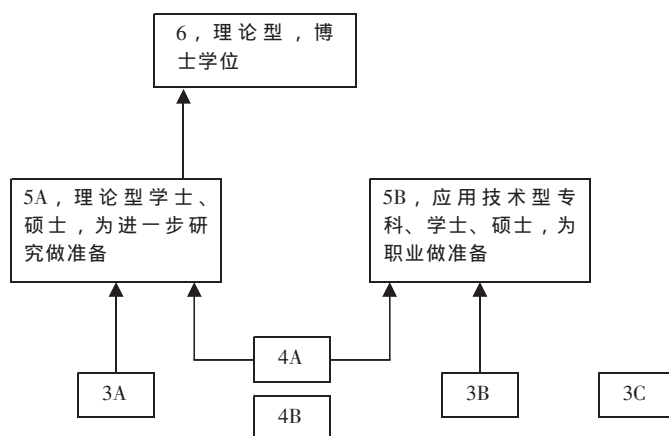 6，理论型，博
士学位
5A，理论型学士、
硕士，为进一步研
究做准备
5B，应用技术型专
科、学士、硕士，为
职业做准备
4A
3A
3B
3C
4B